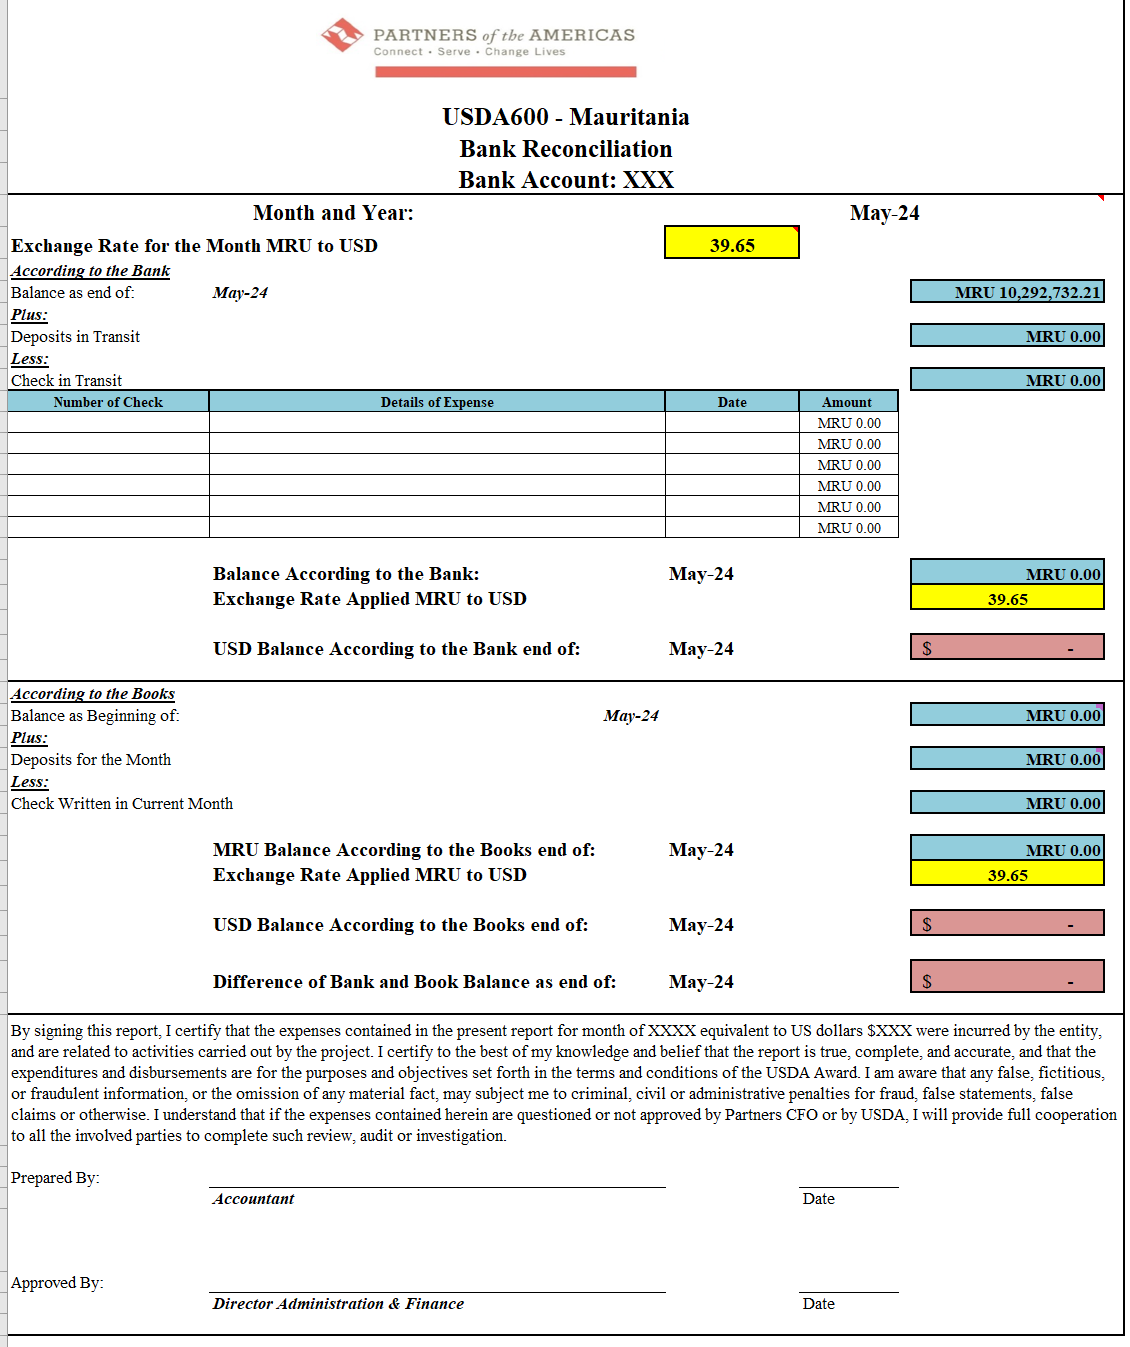 PARTNERS of the AMERICAS
Connect • Serve • Change Lives
USDA600 - Mauritania
Bank Reconciliation
Bank Account: XXX
Month and Year: May-24
Exchange Rate for the Month MRU to USD 39.65
According to the Bank
Balance as end of: May-24 MRU 10,292,732.21
Plus:
Deposits in Transit MRU 0.00
Less:
Check in Transit MRU 0.00
Number of Check Details of Expense Date Amount
MRU 0.00
MRU 0.00
MRU 0.00
MRU 0.00
MRU 0.00
MRU 0.00
Balance According to the Bank: May-24 MRU 0.00
Exchange Rate Applied MRU to USD 39.65
USD Balance According to the Bank end of: May-24 $ -
According to the Books
Balance as Beginning of: May-24 MRU 0.00
Plus:
Deposits for the Month MRU 0.00
Less:
Check Written in Current Month MRU 0.00
MRU Balance According to the Books end of: May-24 MRU 0.00
Exchange Rate Applied MRU to USD 39.65
USD Balance According to the Books end of: May-24 $ -
Difference of Bank and Book Balance as end of: May-24 $ -
By signing this report, I certify that the expenses contained in the present report for month of XXXX equivalent to US dollars $XXX were incurred by the entity,
and are related to activities carried out by the project. I certify to the best of my knowledge and belief that the report is true, complete, and accurate, and that the
expenditures and disbursements are for the purposes and objectives set forth in the terms and conditions of the USDA Award. I am aware that any false, fictitious,
or fraudulent information, or the omission of any material fact, may subject me to criminal, civil or administrative penalties for fraud, false statements, false
claims or otherwise. I understand that if the expenses contained herein are questioned or not approved by Partners CFO or by USDA, I will provide full cooperation
to all the involved parties to complete such review, audit or investigation.
Prepared By:
Accountant Date
Approved By:
Director Administration & Finance Date